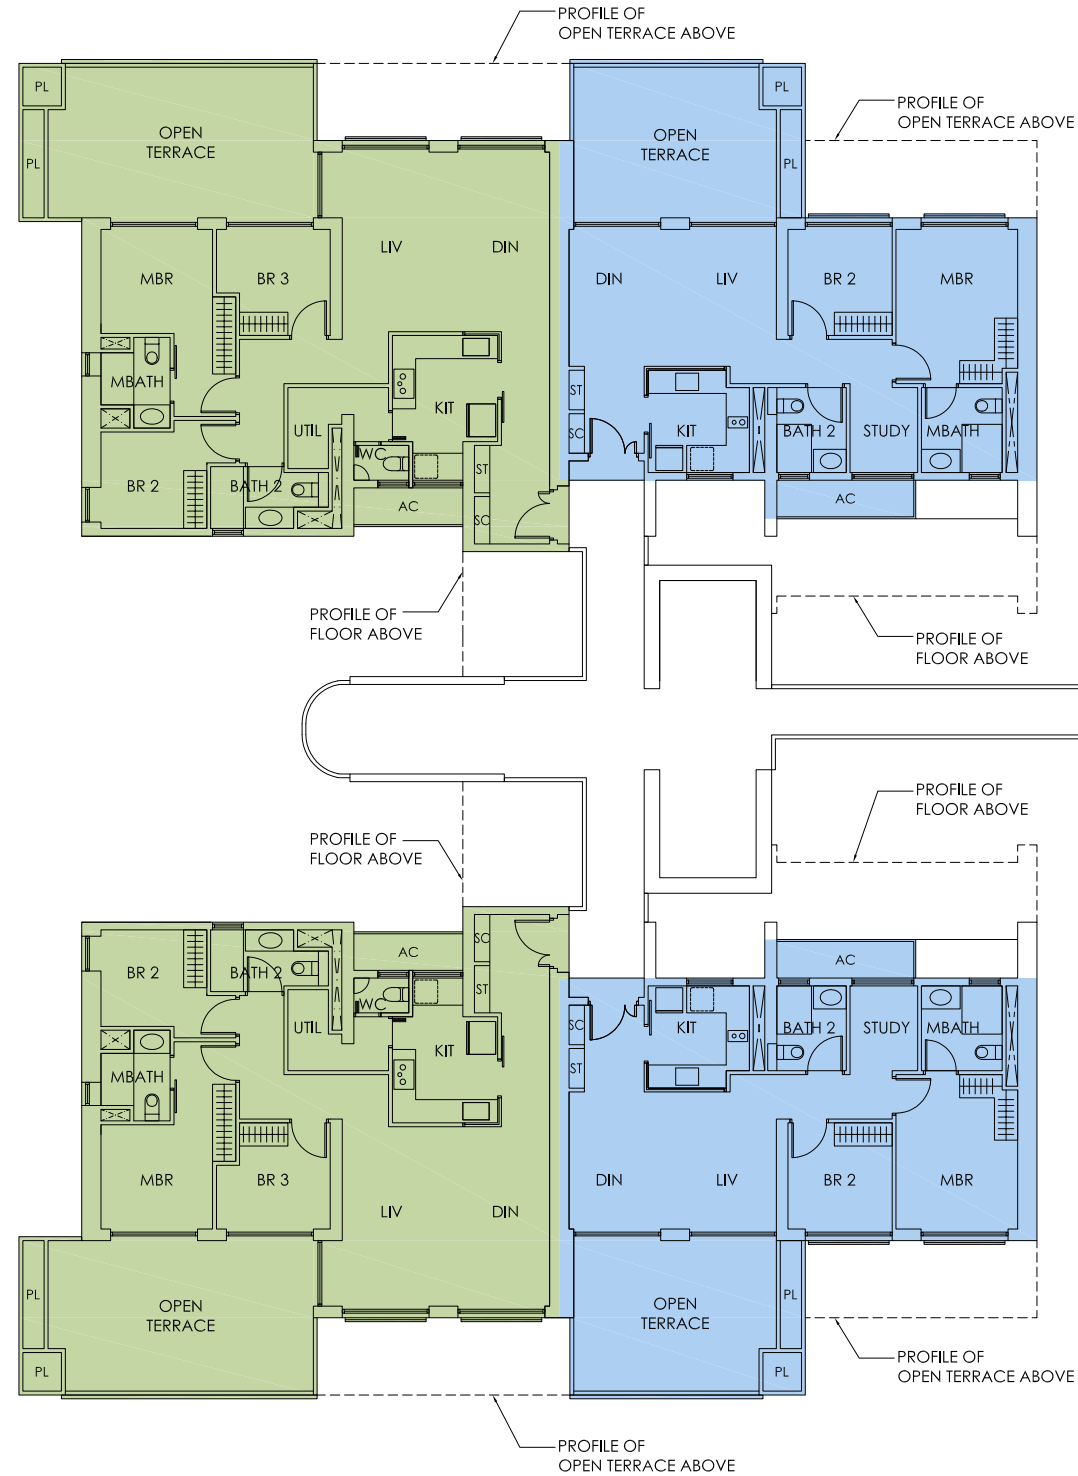 PROFILE OF
OPEN TERRACE ABOVE
PL
OPEN
TERRACE
PL
OPEN
TERRACE
PL
PL
PROFILE OF
OPEN TERRACE ABOVE
MBR
BR 3
LIV
DIN
DIN
LIV
BR 2
MBR
MBATH
KIT
UTIL
WC
ST
SC
KIT
BATH 2
STUDY
MBATH
BR 2
BATH 2
ST
AC
SC
AC
PROFILE OF
FLOOR ABOVE
PROFILE OF
FLOOR ABOVE
PROFILE OF
FLOOR ABOVE
PROFILE OF
FLOOR ABOVE
SC
AC
AC
BR 2
BATH 2
ST
WC
UTIL
KIT
SC
ST
KIT
BATH 2
STUDY
MBATH
MBATH
MBR
BR 3
LIV
DIN
DIN
LIV
BR 2
MBR
PL
OPEN
TERRACE
PL
OPEN
TERRACE
PL
PL
PROFILE OF
OPEN TERRACE ABOVE
PROFILE OF
OPEN TERRACE ABOVE